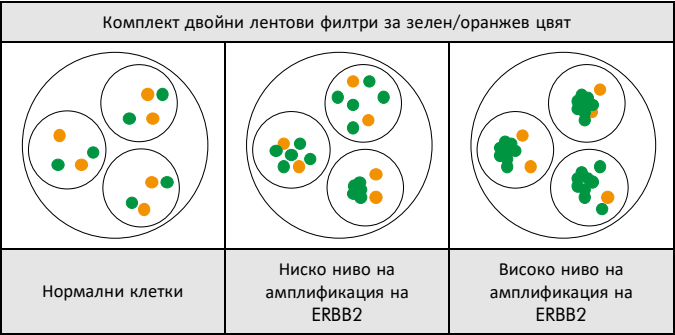 Комплект двойни лентови филтри за зелен/оранжев цвят
Нормални клетки
Ниско ниво на
амплификация на
ERBB2
Високо ниво на
амплификация на
ERBB2